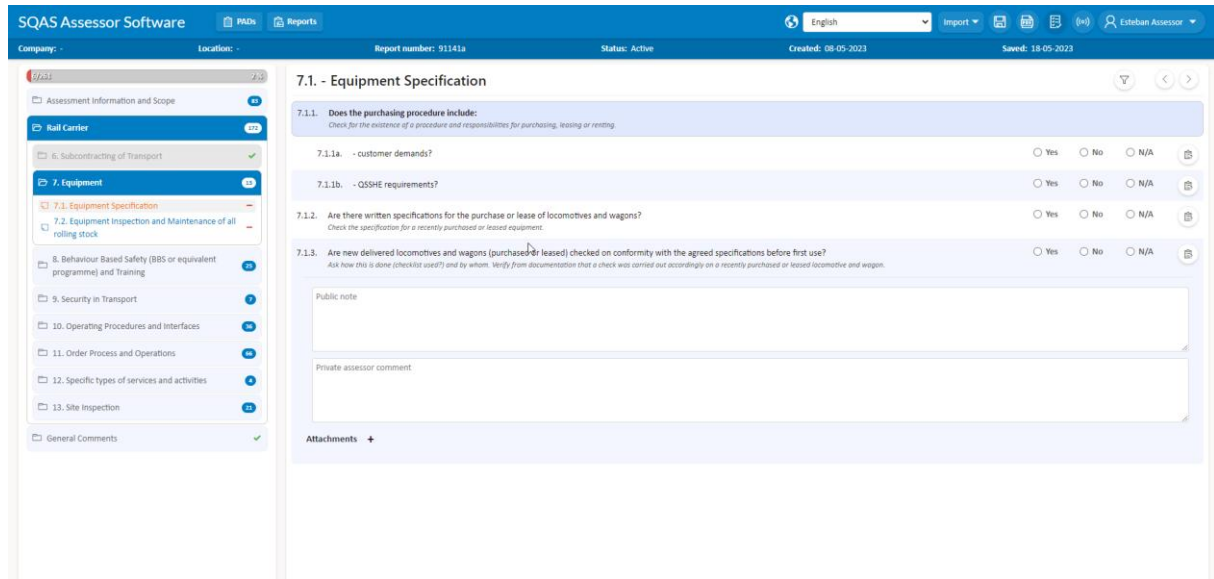 SQAS Assessor Software
PADs
Reports
English
Import
Esteban Assessor
Company: -
Location: -
Report number: 91141a
Status: Active
Created: 08-05-2023
Saved: 18-05-2023
Assessment Information and Scope
83
Rail Carrier
172
6. Subcontracting of Transport
7. Equipment
15
7.1. Equipment Specification
7.2. Equipment Inspection and Maintenance of all
rolling stock
8. Behaviour Based Safety (BBS or equivalent
programme) and Training
25
9. Security in Transport
7
10. Operating Procedures and Interfaces
11. Order Process and Operations
66
12. Specific types of services and activities
4
13. Site Inspection
21
General Comments
7.1. - Equipment Specification
7.1.1. Does the purchasing procedure include:
Check for the existence of a procedure and responsibilities for purchasing, leasing or renting.
7.1.1a. - customer demands?
Yes No N/A
7.1.1b. - QSSHE requirements?
Yes No N/A
7.1.2. Are there written specifications for the purchase or lease of locomotives and wagons?
Check the specification for a recently purchased or leased equipment.
Yes No N/A
7.1.3. Are new delivered locomotives and wagons (purchased or leased) checked on conformity with the agreed specifications before first use?
Ask how this is done (checklist used?) and by whom. Verify from documentation that a check was carried out accordingly on a recently purchased or leased locomotive and wagon.
Yes No N/A
Public note
Private assessor comment
Attachments +